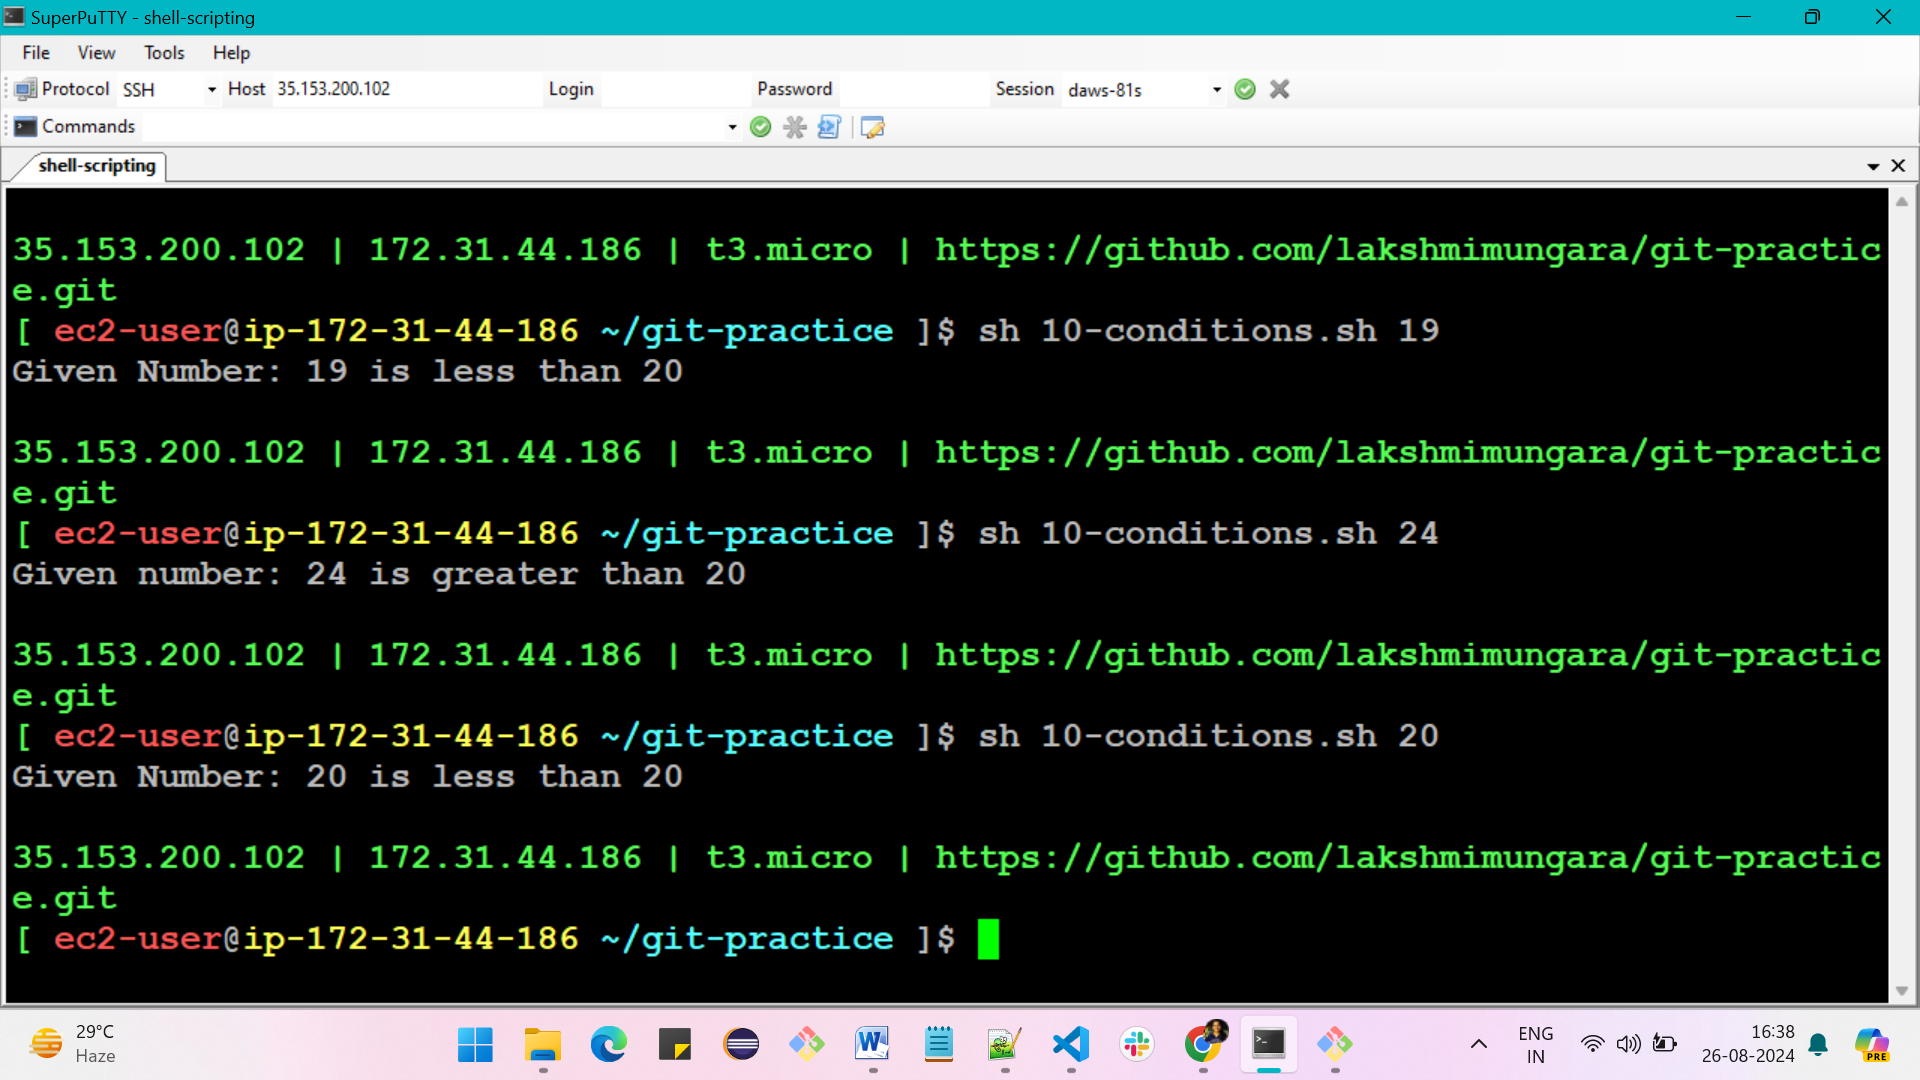 SuperPuTTY - shell-scripting
File View Tools Help
Protocol SSH Host 35.153.200.102 Login Password Session daws-81s
Commands
shell-scripting
35.153.200.102 | 172.31.44.186 | t3.micro | https://github.com/lakshmimungara/git-practic
e.git
[ ec2-user@ip-172-31-44-186 ~/git-practice ]$ sh 10-conditions.sh 19
Given Number: 19 is less than 20
35.153.200.102 | 172.31.44.186 | t3.micro | https://github.com/lakshmimungara/git-practic
e.git
[ ec2-user@ip-172-31-44-186 ~/git-practice ]$ sh 10-conditions.sh 24
Given number: 24 is greater than 20
35.153.200.102 | 172.31.44.186 | t3.micro | https://github.com/lakshmimungara/git-practic
e.git
[ ec2-user@ip-172-31-44-186 ~/git-practice ]$ sh 10-conditions.sh 20
Given Number: 20 is less than 20
35.153.200.102 | 172.31.44.186 | t3.micro | https://github.com/lakshmimungara/git-practic
e.git
[ ec2-user@ip-172-31-44-186 ~/git-practice ]$
29°C
Haze
W
ENG
IN
16:38
26-08-2024
PRE